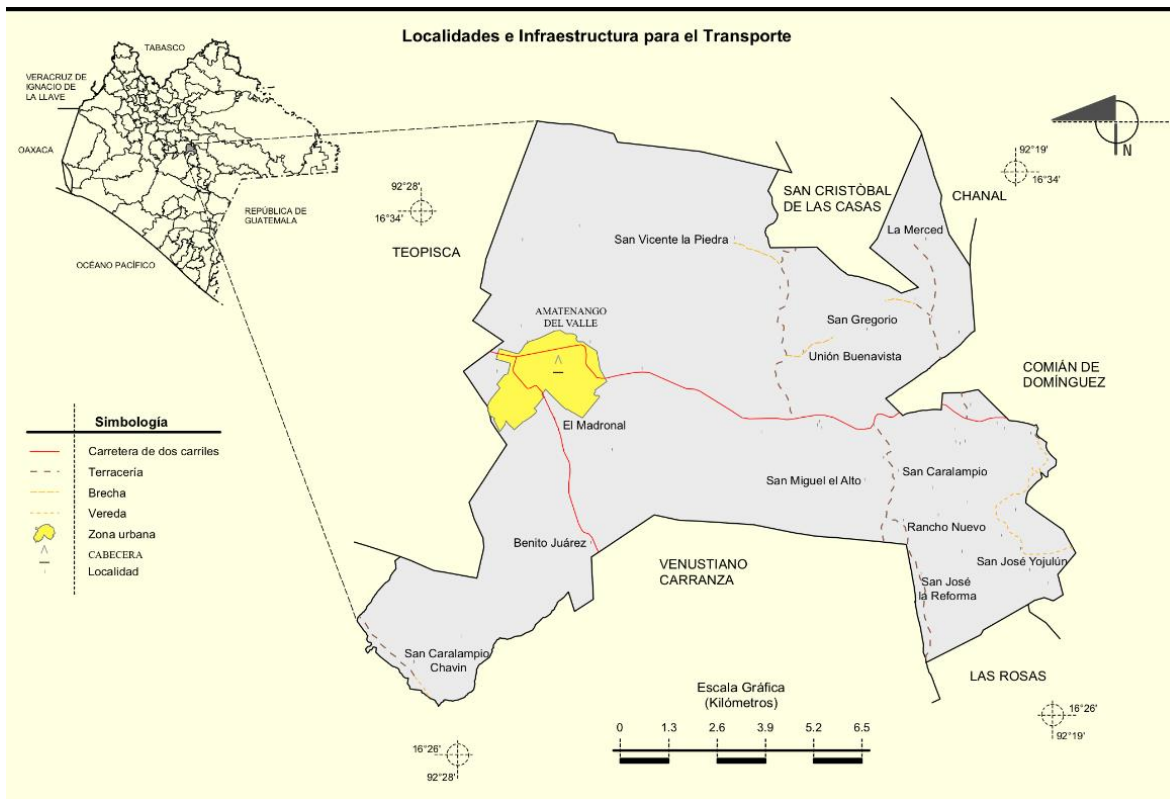 Localidades e Infraestructura para el Transporte
TABASCO
VERACRUZ DE
IGNACIO DE
LA LLAVE
OAXACA
REPÚBLICA DE
GUATEMALA
OCÉANO PACÍFICO
N
92°19'
16°34'
92°28'
16°34'
SAN CRISTÒBAL
DE LAS CASAS
CHANAL
TEOPISCA
La Merced
San Vicente la Piedra
AMATENANGO
DEL VALLE
San Gregorio
Unión Buenavista
COMIÁN DE
DOMÍNGUEZ
El Madronal
San Miguel el Alto
San Caralampio
Rancho Nuevo
Benito Juárez
San José Yojulún
VENUSTIANO
CARRANZA
San José
la Reforma
San Caralampio
Chavin
LAS ROSAS
Simbología
Carretera de dos carriles
Terracería
Brecha
Vereda
Zona urbana
CABECERA
Localidad
Escala Gráfica
(Kilómetros)
0 1.3 2.6 3.9 5.2 6.5
16°26'
92°19'
16°26'
92°28'